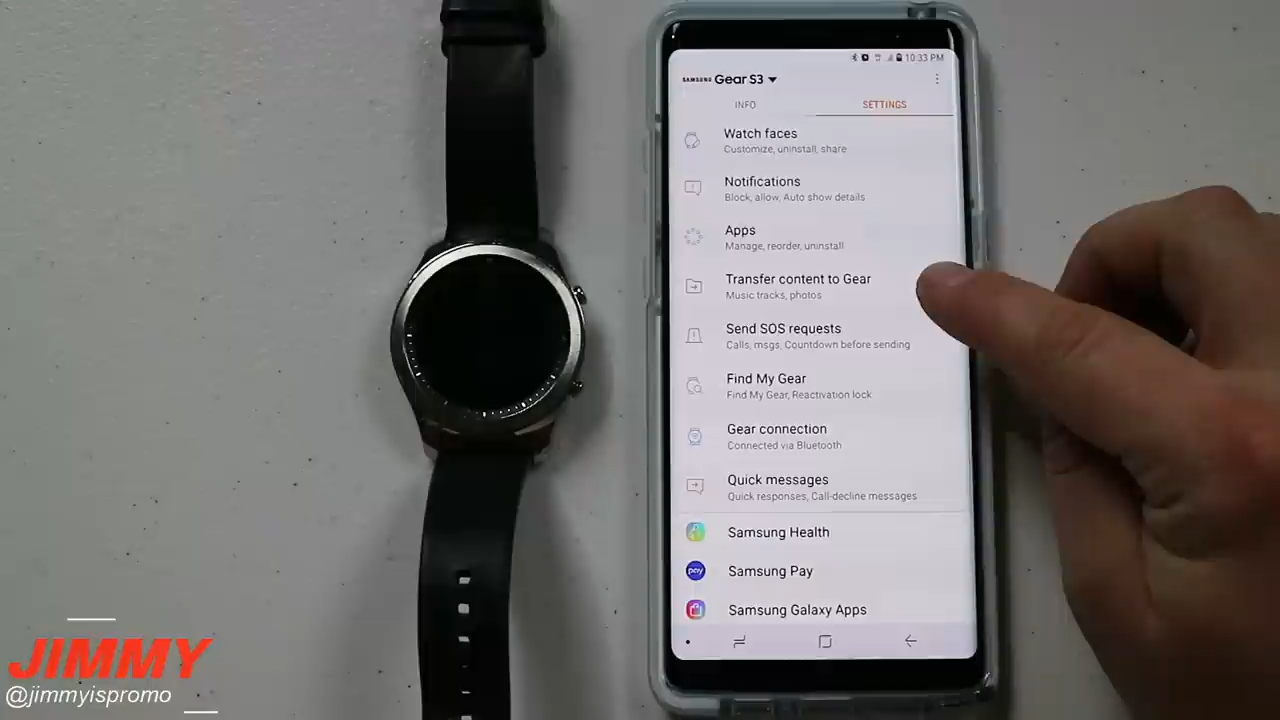 10:33 PM
SAMSUNG Gear S3
INFO SETTINGS
Watch faces
Customize, uninstall, share
Notifications
Block, allow, Auto show details
Apps
Manage, reorder, uninstall
Transfer content to Gear
Music tracks, photos
Send SOS requests
Calls, msgs, Countdown before sending
Find My Gear
Find My Gear, Reactivation lock
Gear connection
Connected via Bluetooth
Quick messages
Quick responses, Call-decline messages
Samsung Health
pay Samsung Pay
Samsung Galaxy Apps
JIMMY
@jimmyispromo